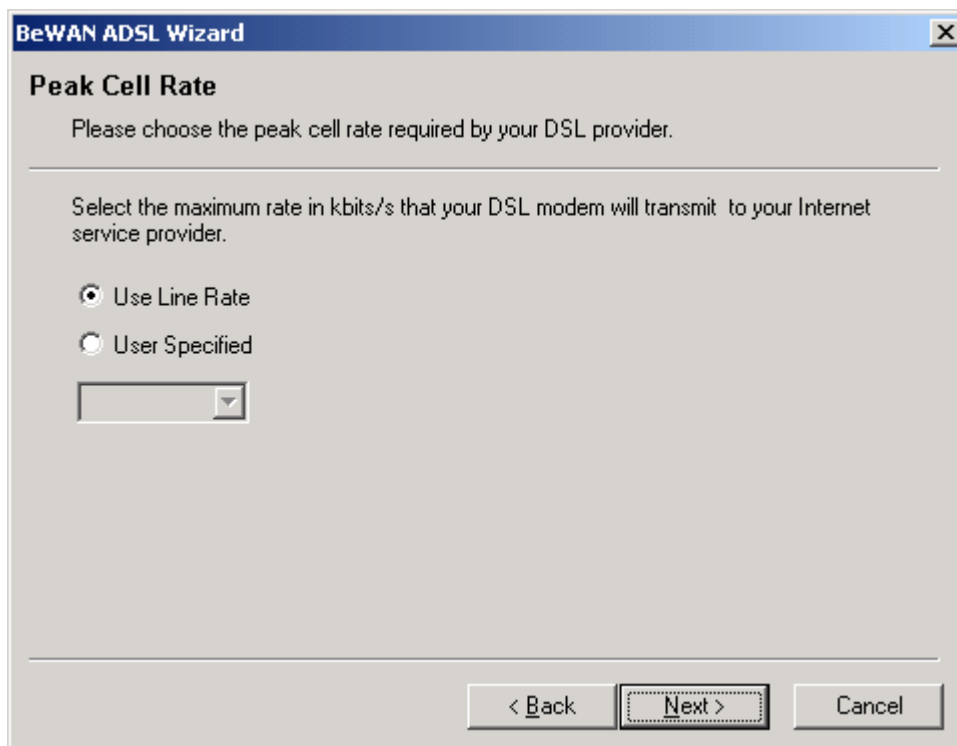 BeWAN ADSL Wizard
Peak Cell Rate
Please choose the peak cell rate required by your DSL provider.
Select the maximum rate in kbits/s that your DSL modem will transmit to your Internet
service provider.
Use Line Rate
User Specified
< Back
Next >
Cancel